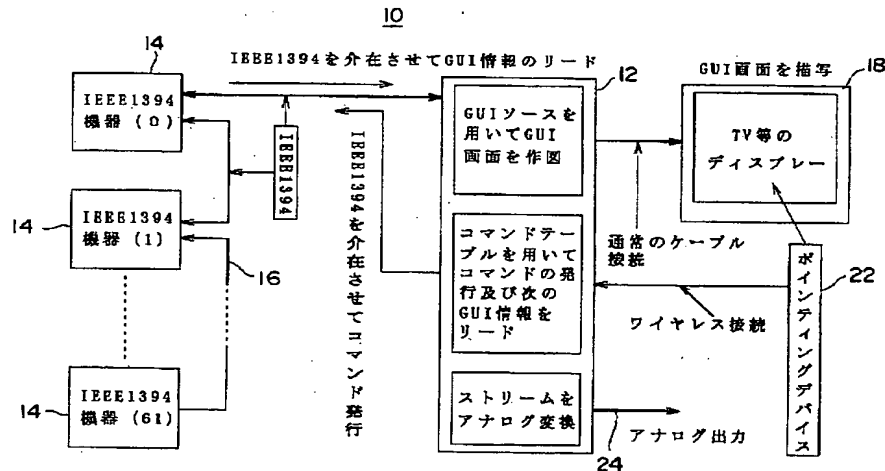 10
14
IEEE1394を介在させてGUI情報のリード
12
GUI画面を描写
18
IEEE1394
機器(0)
IEEE1394
GUIソースを
用いてGUI
画面を作図
TV等の
ディスプレー
14
IEEE1394
機器(1)
16
IEEE1394を介在させてコマンド発行
コマンドテー
ブルを用いて
コマンドの発
行及び次の
GUI情報を
リード
通常のケーブル
接続
ワイヤレス接続
ポインティングデバイス
22
14
IEEE1394
機器(61)
ストリームを
アナログ変換
24
アナログ出力